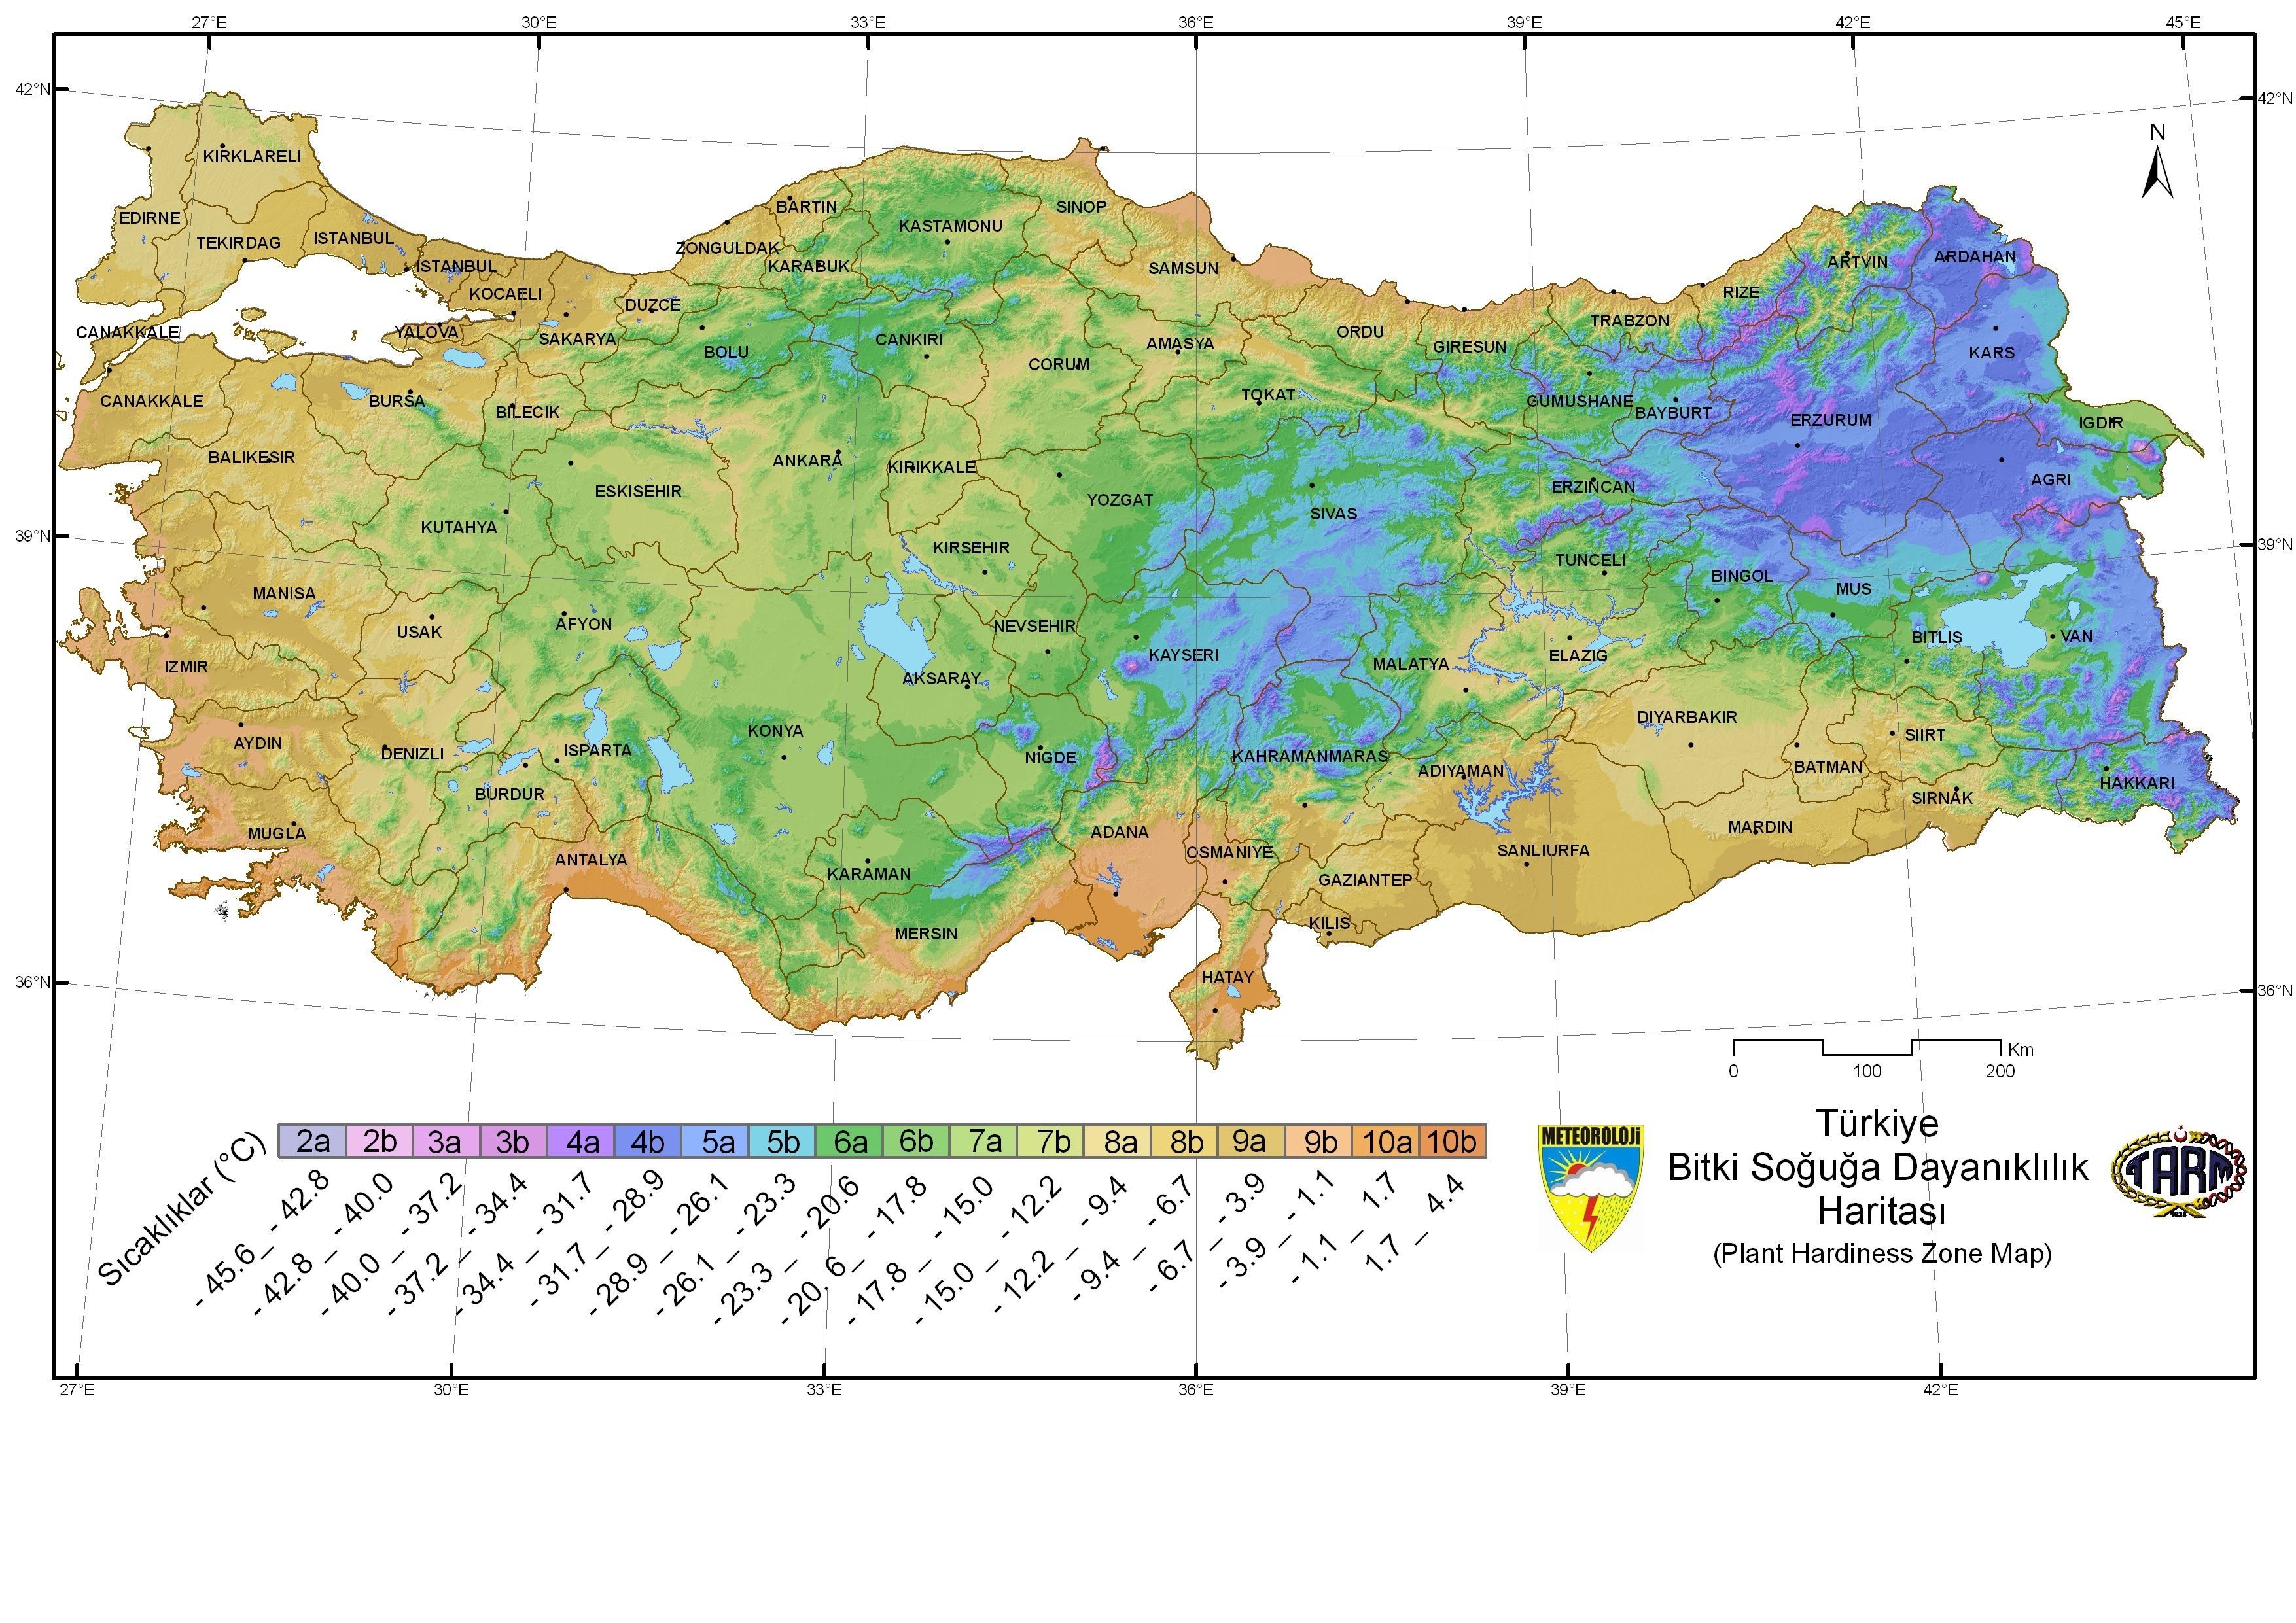 27°E 30°E 33°E 36°E 39°E 42°E 45°E
42°N
42°N
N
KIRKLARELI
EDIRNE
TEKIRDAG
ISTANBUL
ISTANBUL
KOCAELI
CANAKKALE
YALOVA
SAKARYA
DUZCE
ZONGULDAK
BARTIN
KARABUK
KASTAMONU
SINOP
SAMSUN
BOLU
CANKIRI
CORUM
AMASYA
ORDU
GIRESUN
TRABZON
RIZE
ARTVIN
ARDAHAN
KARS
CANAKKALE
BURSA
BILECIK
TOKAT
GUMUSHANE
BAYBURT
ERZURUM
IGDIR
BALIKESIR
ESKISEHIR
ANKARA
KIRIKKALE
YOZGAT
SIVAS
ERZINCAN
AGRI
39°N
39°N
KUTAHYA
KIRSEHIR
TUNCELI
BINGOL
MUS
MANISA
USAK
AFYON
NEVSEHIR
KAYSERI
MALATYA
ELAZIG
BITLIS
VAN
IZMIR
AKSARAY
AYDIN
DENIZLI
ISPARTA
KONYA
NIGDE
KAHRAMANMARAS
ADIYAMAN
DIYARBAKIR
BATMAN
SIIRT
SIRNAK
HAKKARI
BURDUR
MUGLA
ANTALYA
KARAMAN
ADANA
OSMANIYE
GAZIANTEP
SANLIURFA
MARDIN
MERSIN
KILIS
HATAY
36°N
36°N
Km
0 100 200
Sıcaklıklar (°C)
2a 2b 3a 3b 4a 4b 5a 5b 6a 6b 7a 7b 8a 8b 9a 9b 10a 10b
- 45.6 – - 42.8
- 42.8 – - 40.0
- 40.0 – - 37.2
- 37.2 – - 34.4
- 34.4 – - 31.7
- 31.7 – - 28.9
- 28.9 – - 26.1
- 26.1 – - 23.3
- 23.3 – - 20.6
- 20. 6 – - 17.8
- 17.8 – - 15.0
- 15.0 – - 12.2
- 12.2 – - 9.4
- 9.4 – - 6.7
- 6.7 – - 3.9
- 3.9 – - 1.1
- 1.1 – 1.7
1.7 – 4.4
METEOROLOJi
Türkiye
Bitki Soğuğa Dayanıklılık
Haritası
(Plant Hardiness Zone Map)
TARM
1926
27°E 30°E 33°E 36°E 39°E 42°E